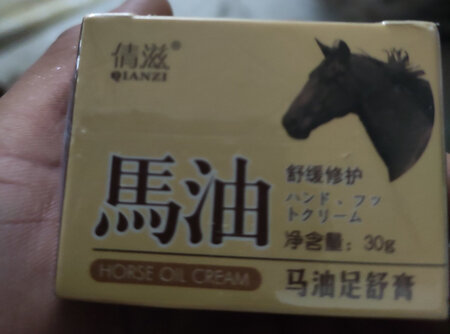 倩滋®
QIANZI
馬油
舒缓修护
ハンド、フッ
トクリーム
净含量：30g
HORSE OIL CREAM
马油足舒膏